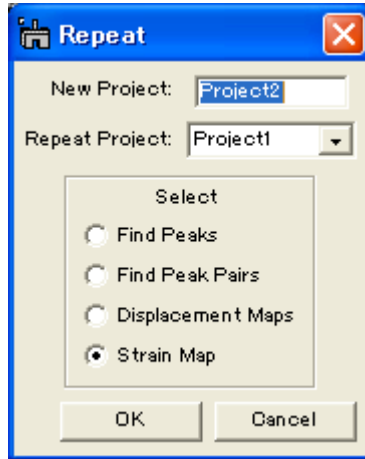 Repeat
New Project: Project2
Repeat Project: Project1
Select
Find Peaks
Find Peak Pairs
Displacement Maps
Strain Map
OK Cancel